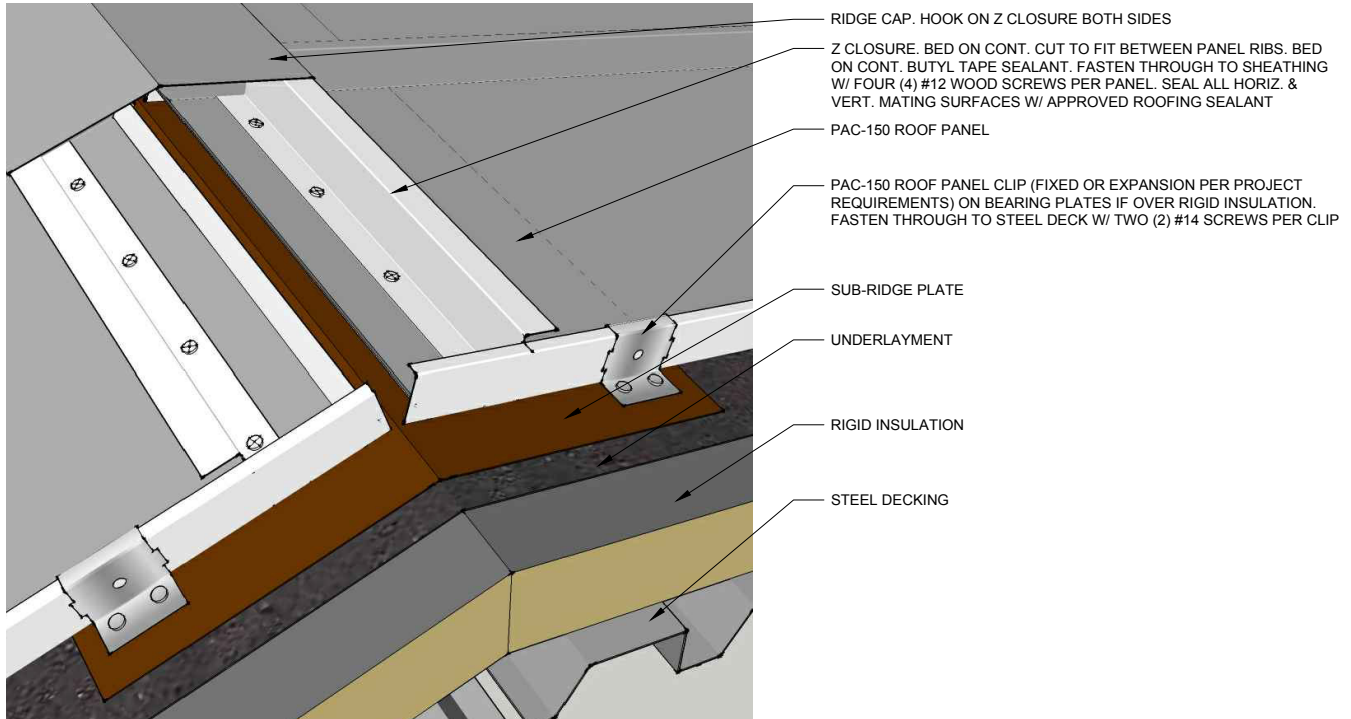 RIDGE CAP. HOOK ON Z CLOSURE BOTH SIDES
Z CLOSURE. BED ON CONT. CUT TO FIT BETWEEN PANEL RIBS. BED
ON CONT. BUTYL TAPE SEALANT. FASTEN THROUGH TO SHEATHING
W/ FOUR (4) #12 WOOD SCREWS PER PANEL. SEAL ALL HORIZ. &
VERT. MATING SURFACES W/ APPROVED ROOFING SEALANT
PAC-150 ROOF PANEL
PAC-150 ROOF PANEL CLIP (FIXED OR EXPANSION PER PROJECT
REQUIREMENTS) ON BEARING PLATES IF OVER RIGID INSULATION.
FASTEN THROUGH TO STEEL DECK W/ TWO (2) #14 SCREWS PER CLIP
SUB-RIDGE PLATE
UNDERLAYMENT
RIGID INSULATION
STEEL DECKING